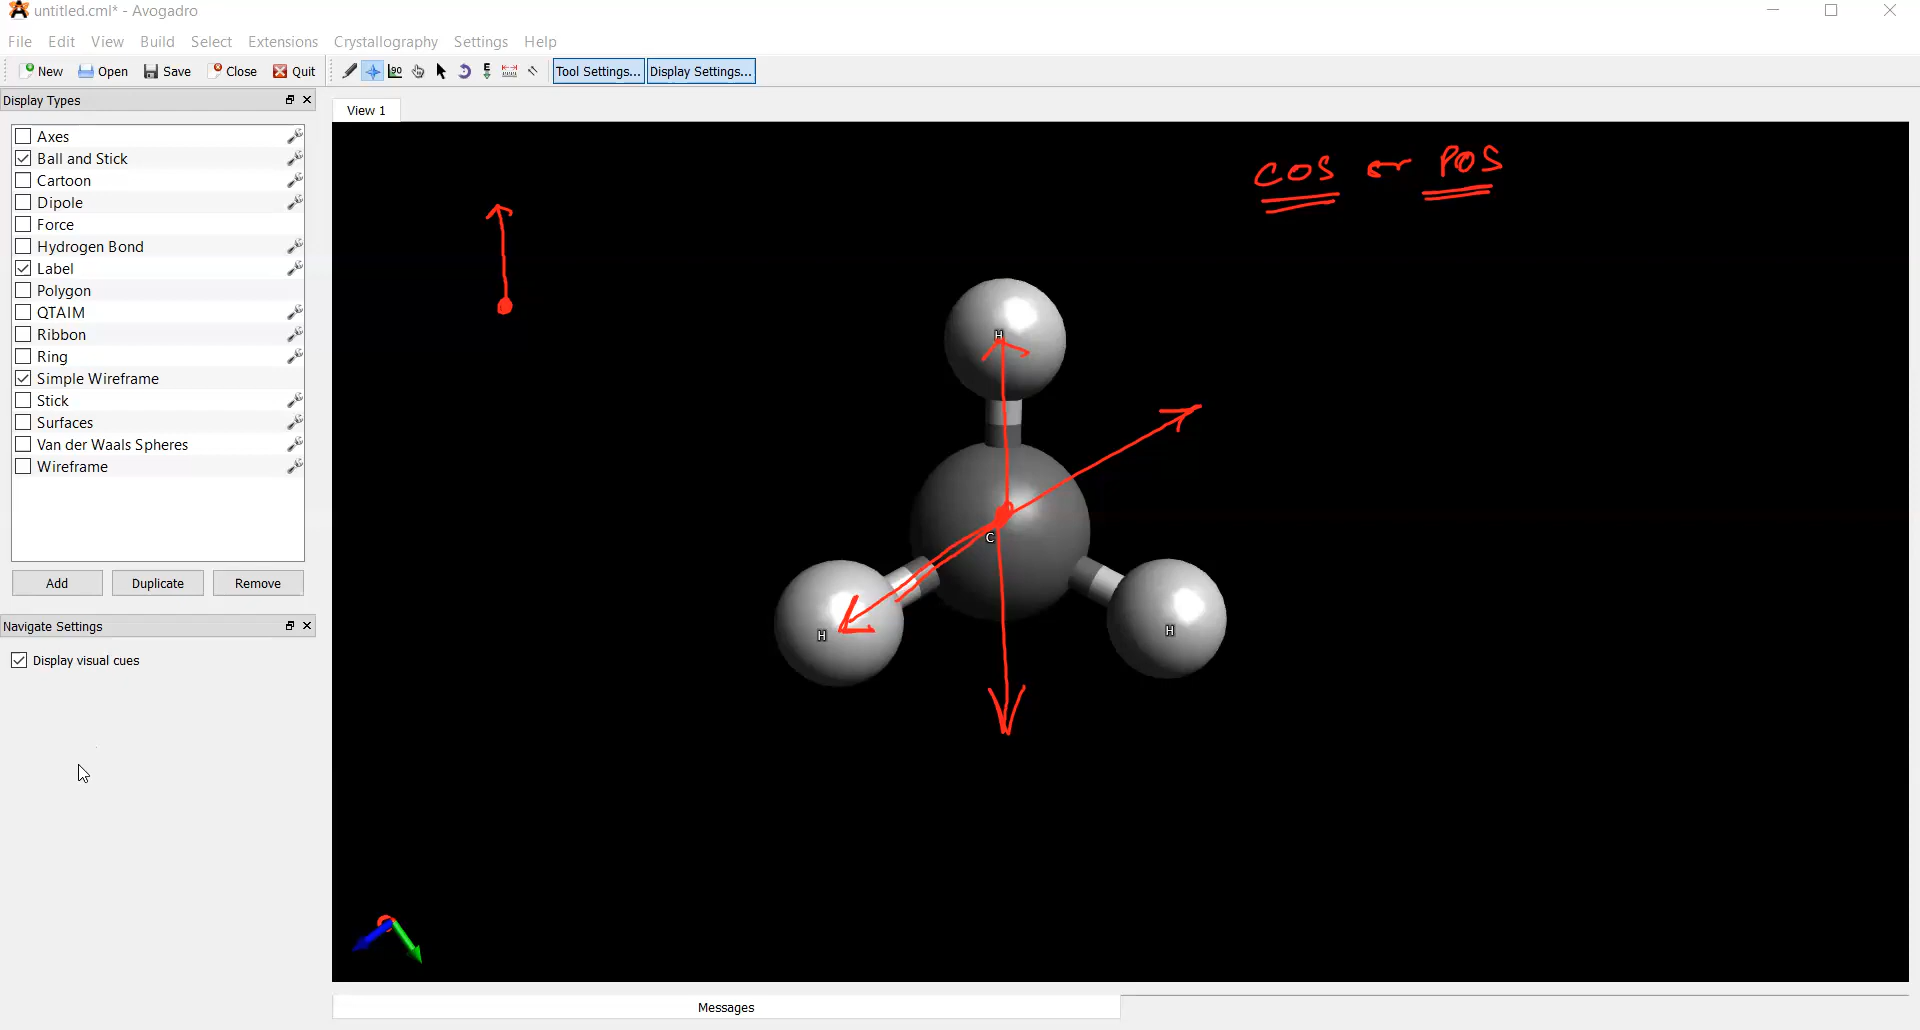 untitled.cml* - Avogadro
File Edit View Build Select Extensions Crystallography Settings Help
New Open Save Close Quit 90 E Tool Settings... Display Settings...
Display Types
View 1
Axes
Ball and Stick
Cartoon
Dipole
Force
Hydrogen Bond
Label
Polygon
QTAIM
Ribbon
Ring
Simple Wireframe
Stick
Surfaces
Van der Waals Spheres
Wireframe
Add Duplicate Remove
Navigate Settings
Display visual cues
COS or POS
H
C
H H
Messages